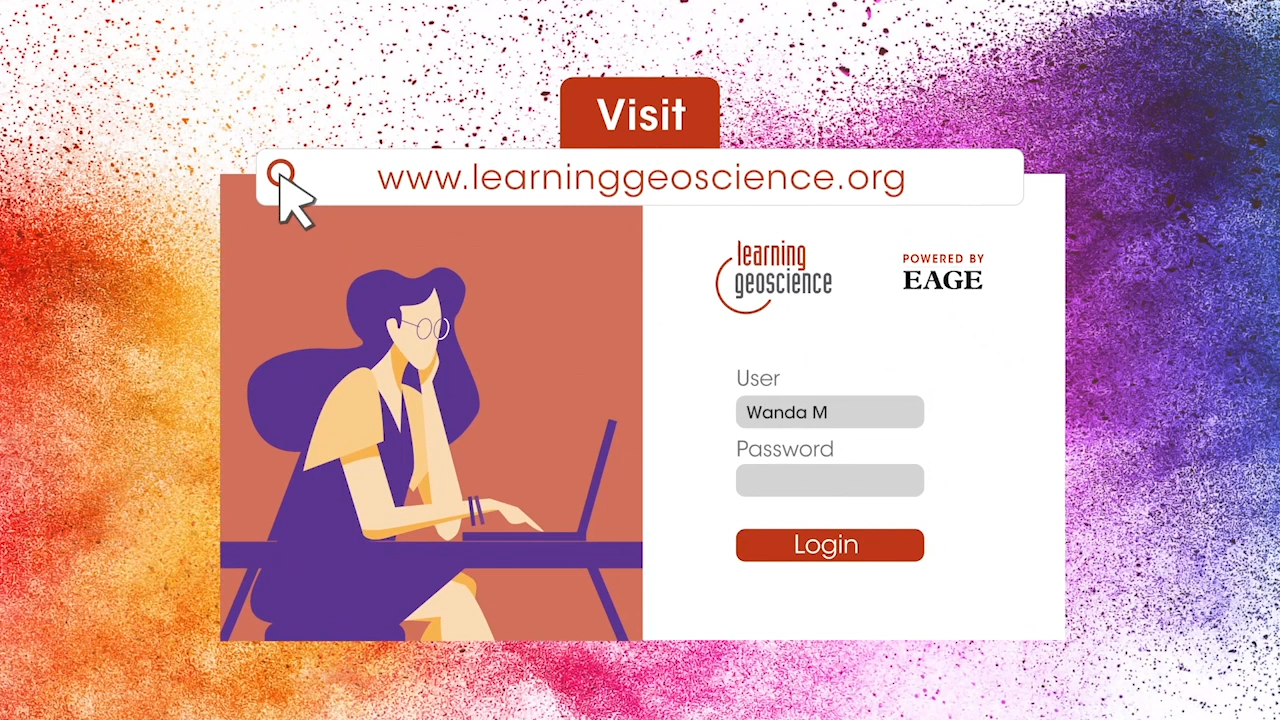 Visit
www.learninggeoscience.org
learning
geoscience
POWERED BY
EAGE
User
Wanda M
Password
Login